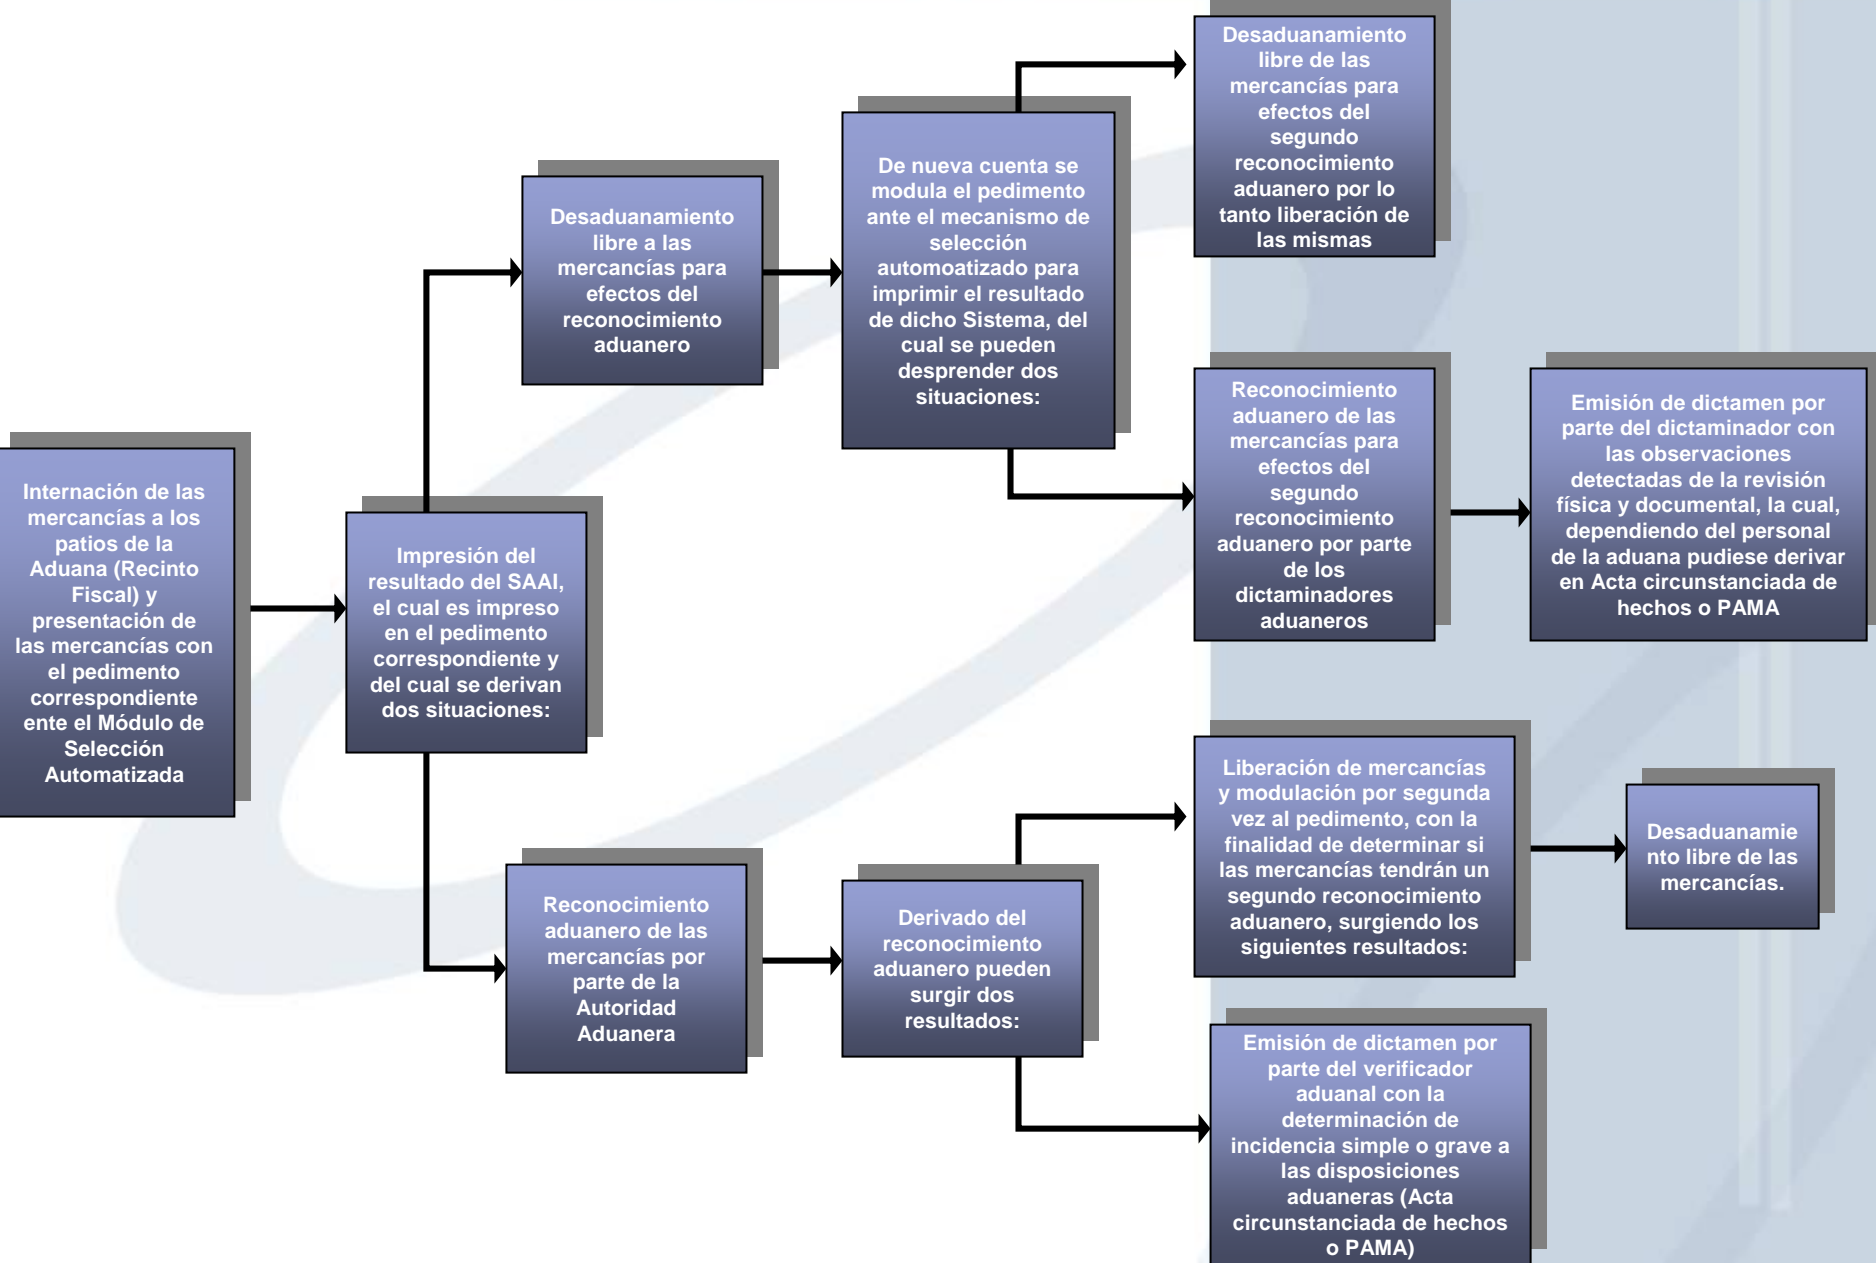 Internación de las
mercancías a los
patios de la
Aduana (Recinto
Fiscal) y
presentación de
las mercancías con
el pedimento
correspondiente
ente el Módulo de
Selección
Automatizada
Impresión del
resultado del SAAI,
el cual es impreso
en el pedimento
correspondiente y
del cual se derivan
dos situaciones:
Desaduanamiento
libre a las
mercancías para
efectos del
reconocimiento
aduanero
De nueva cuenta se
modula el pedimento
ante el mecanismo de
selección
automoatizado para
imprimir el resultado
de dicho Sistema, del
cual se pueden
desprender dos
situaciones:
Desaduanamiento
libre de las
mercancías para
efectos del
segundo
reconocimiento
aduanero por lo
tanto liberación de
las mismas
Reconocimiento
aduanero de las
mercancías para
efectos del
segundo
reconocimiento
aduanero por parte
de los
dictaminadores
aduaneros
Emisión de dictamen por
parte del dictaminador con
las observaciones
detectadas de la revisión
física y documental, la cual,
dependiendo del personal
de la aduana pudiese derivar
en Acta circunstanciada de
hechos o PAMA
Reconocimiento
aduanero de las
mercancías por
parte de la
Autoridad
Aduanera
Derivado del
reconocimiento
aduanero pueden
surgir dos
resultados:
Liberación de mercancías
y modulación por segunda
vez al pedimento, con la
finalidad de determinar si
las mercancías tendrán un
segundo reconocimiento
aduanero, surgiendo los
siguientes resultados:
Desaduanamie
nto libre de las
mercancías.
Emisión de dictamen por
parte del verificador
aduanal con la
determinación de
incidencia simple o grave a
las disposiciones
aduaneras (Acta
circunstanciada de hechos
o PAMA)